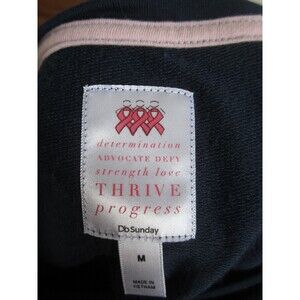 determination
ADVOCATE DEFY
strength love
THRIVE
progress
DbSunday
M
MADE IN
VIETNAM